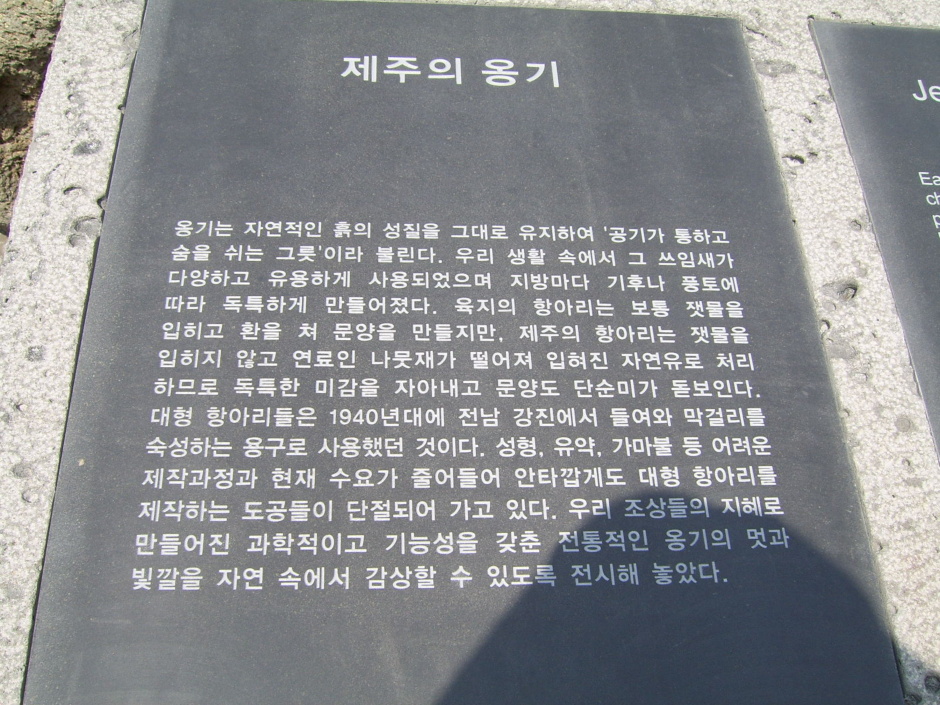 제주의 옹기
옹기는 자연적인 흙의 성질을 그대로 유지하여 '공기가 통하고
숨을 쉬는 그릇'이라 불린다. 우리 생활 속에서 그 쓰임새가
다양하고 유용하게 사용되었으며 지방마다 기후나 풍토에
따라 독특하게 만들어졌다. 육지의 항아리는 보통 잿물을
입히고 환을 쳐 문양을 만들지만, 제주의 항아리는 잿물을
입히지 않고 연료인 나뭇재가 떨어져 입혀진 자연유로 처리
하므로 독특한 미감을 자아내고 문양도 단순미가 돋보인다.
대형 항아리들은 1940년대에 전남 강진에서 들여와 막걸리를
숙성하는 용구로 사용했던 것이다. 성형, 유약, 가마불 등 어려운
제작과정과 현재 수요가 줄어들어 안타깝게도 대형 항아리를
제작하는 도공들이 단절되어 가고 있다. 우리 조상들의 지혜로
만들어진 과학적이고 기능성을 갖춘 전통적인 옹기의 멋과
빛깔을 자연 속에서 감상할 수 있도록 전시해 놓았다.
Je
Ea
ch